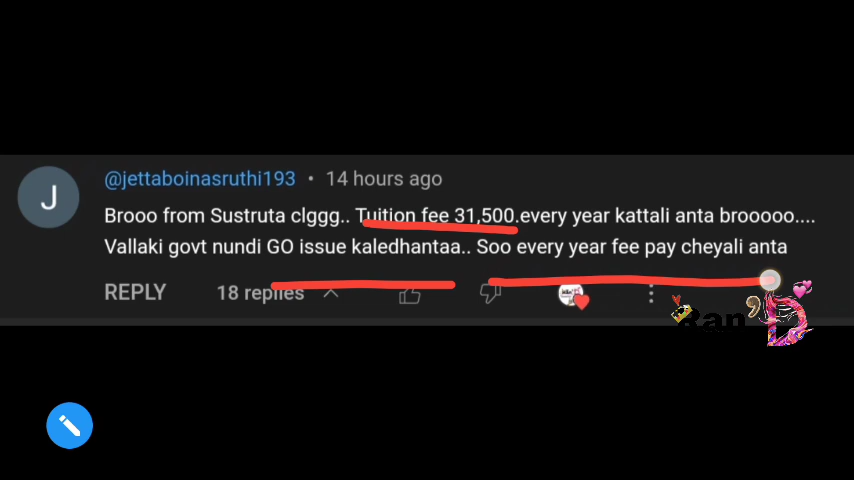 J
@jettaboinasruthi193 • 14 hours ago
Brooo from Sustruta clggg.. Tuition fee 31,500.every year kattali anta brooooo....
Vallaki govt nundi GO issue kaledhantaa.. Soo every year fee pay cheyali anta
REPLY 18 replies
Ran'D